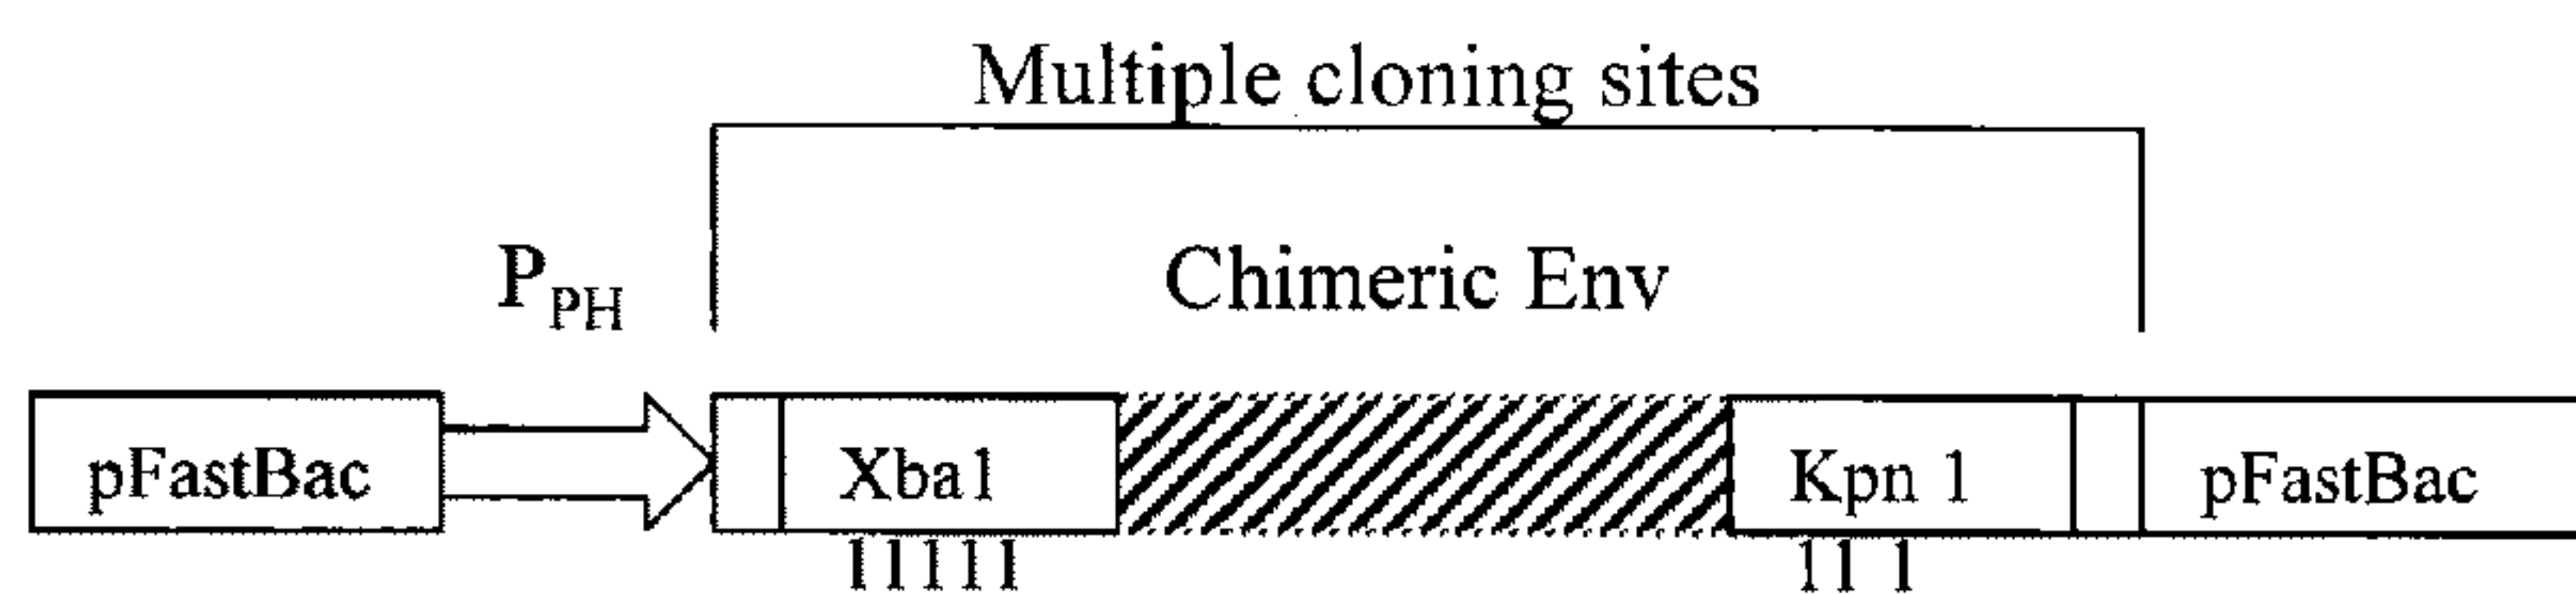 Multiple cloning sites
P_PH Chimeric Env
pFastBac Xba1 Kpn 1 pFastBac
11111 11 1